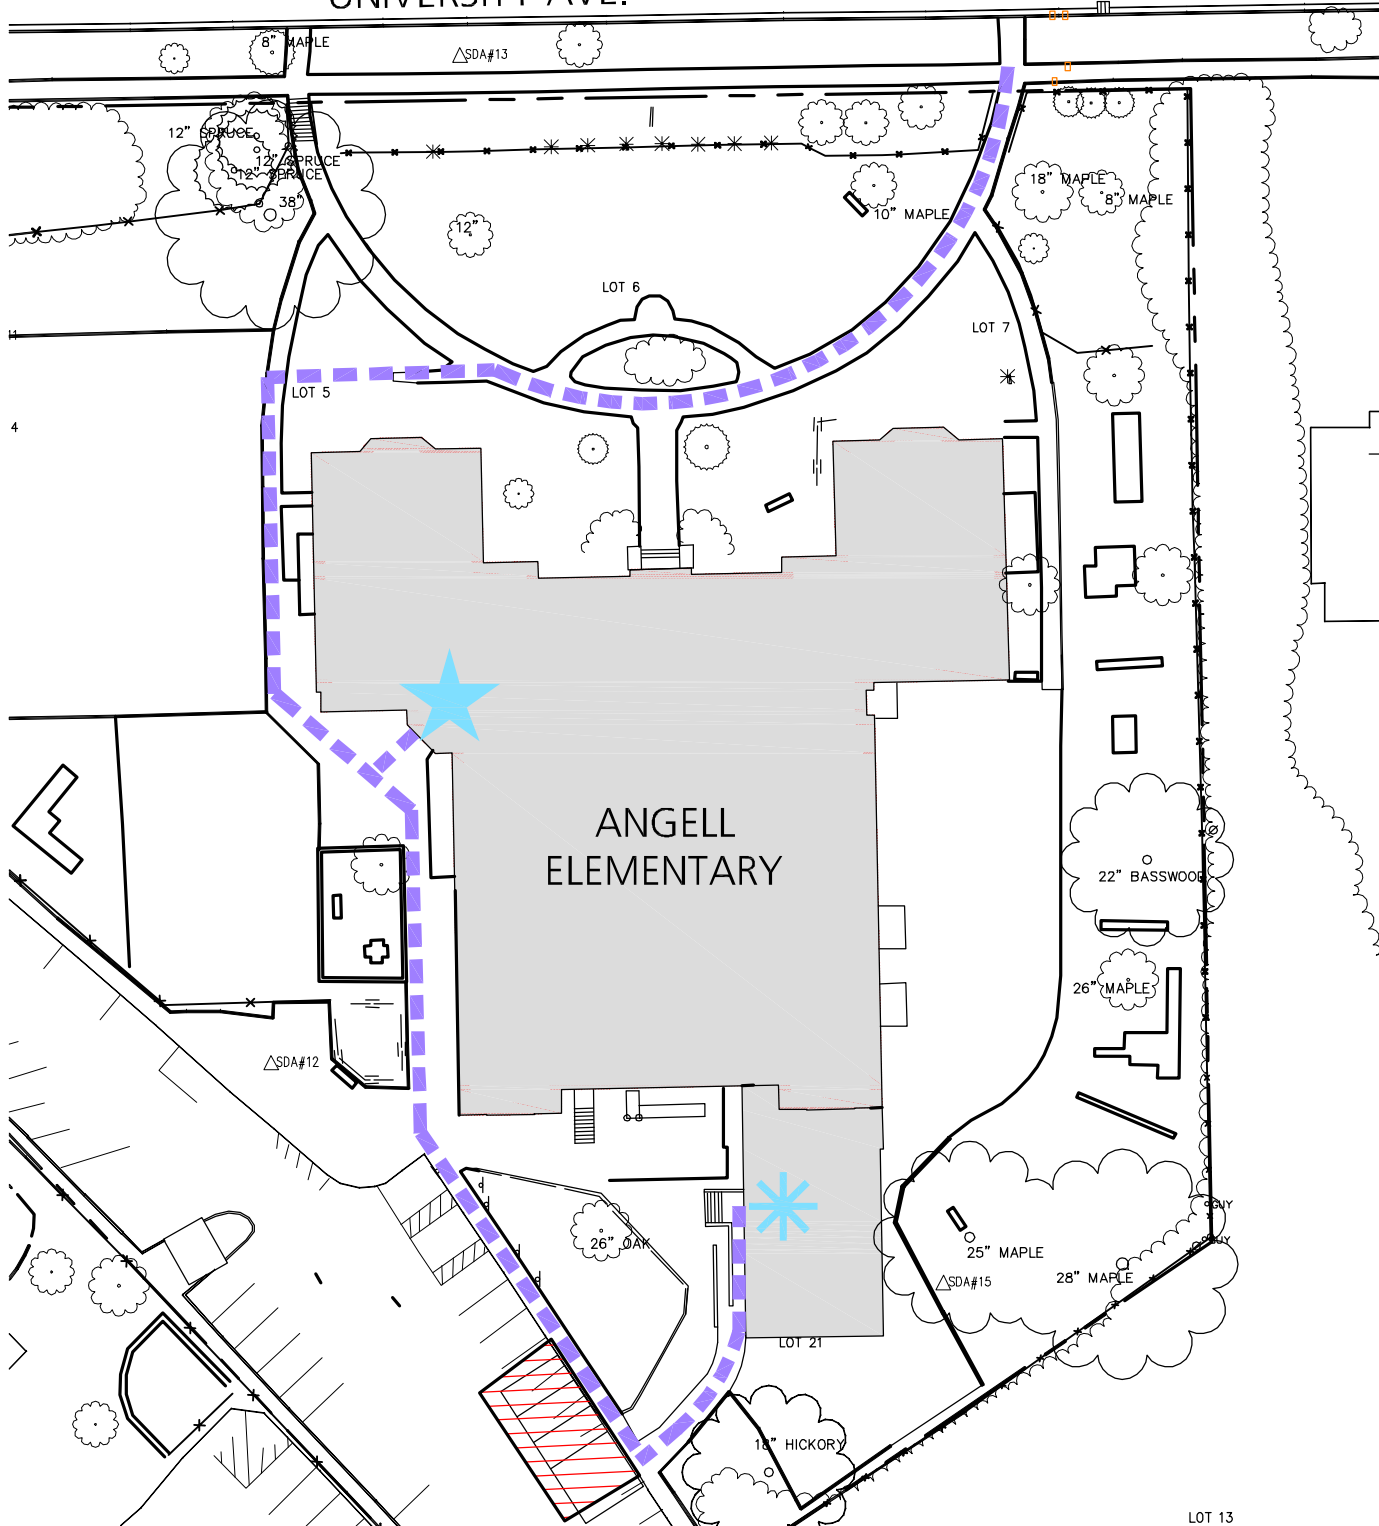 UNIVERSITY AVE.
8" MAPLE
SDA#13
12" SPRUCE
12" SPRUCE
12" SPRUCE
38"
18" MAPLE
8" MAPLE
10" MAPLE
12"
LOT 6
LOT 7
LOT 5
4
ANGELL
ELEMENTARY
22" BASSWOOD
26" MAPLE
SDA#12
GUY
GUY
26" OAK
25" MAPLE
28" MAPLE
SDA#15
LOT 21
18" HICKORY
LOT 13